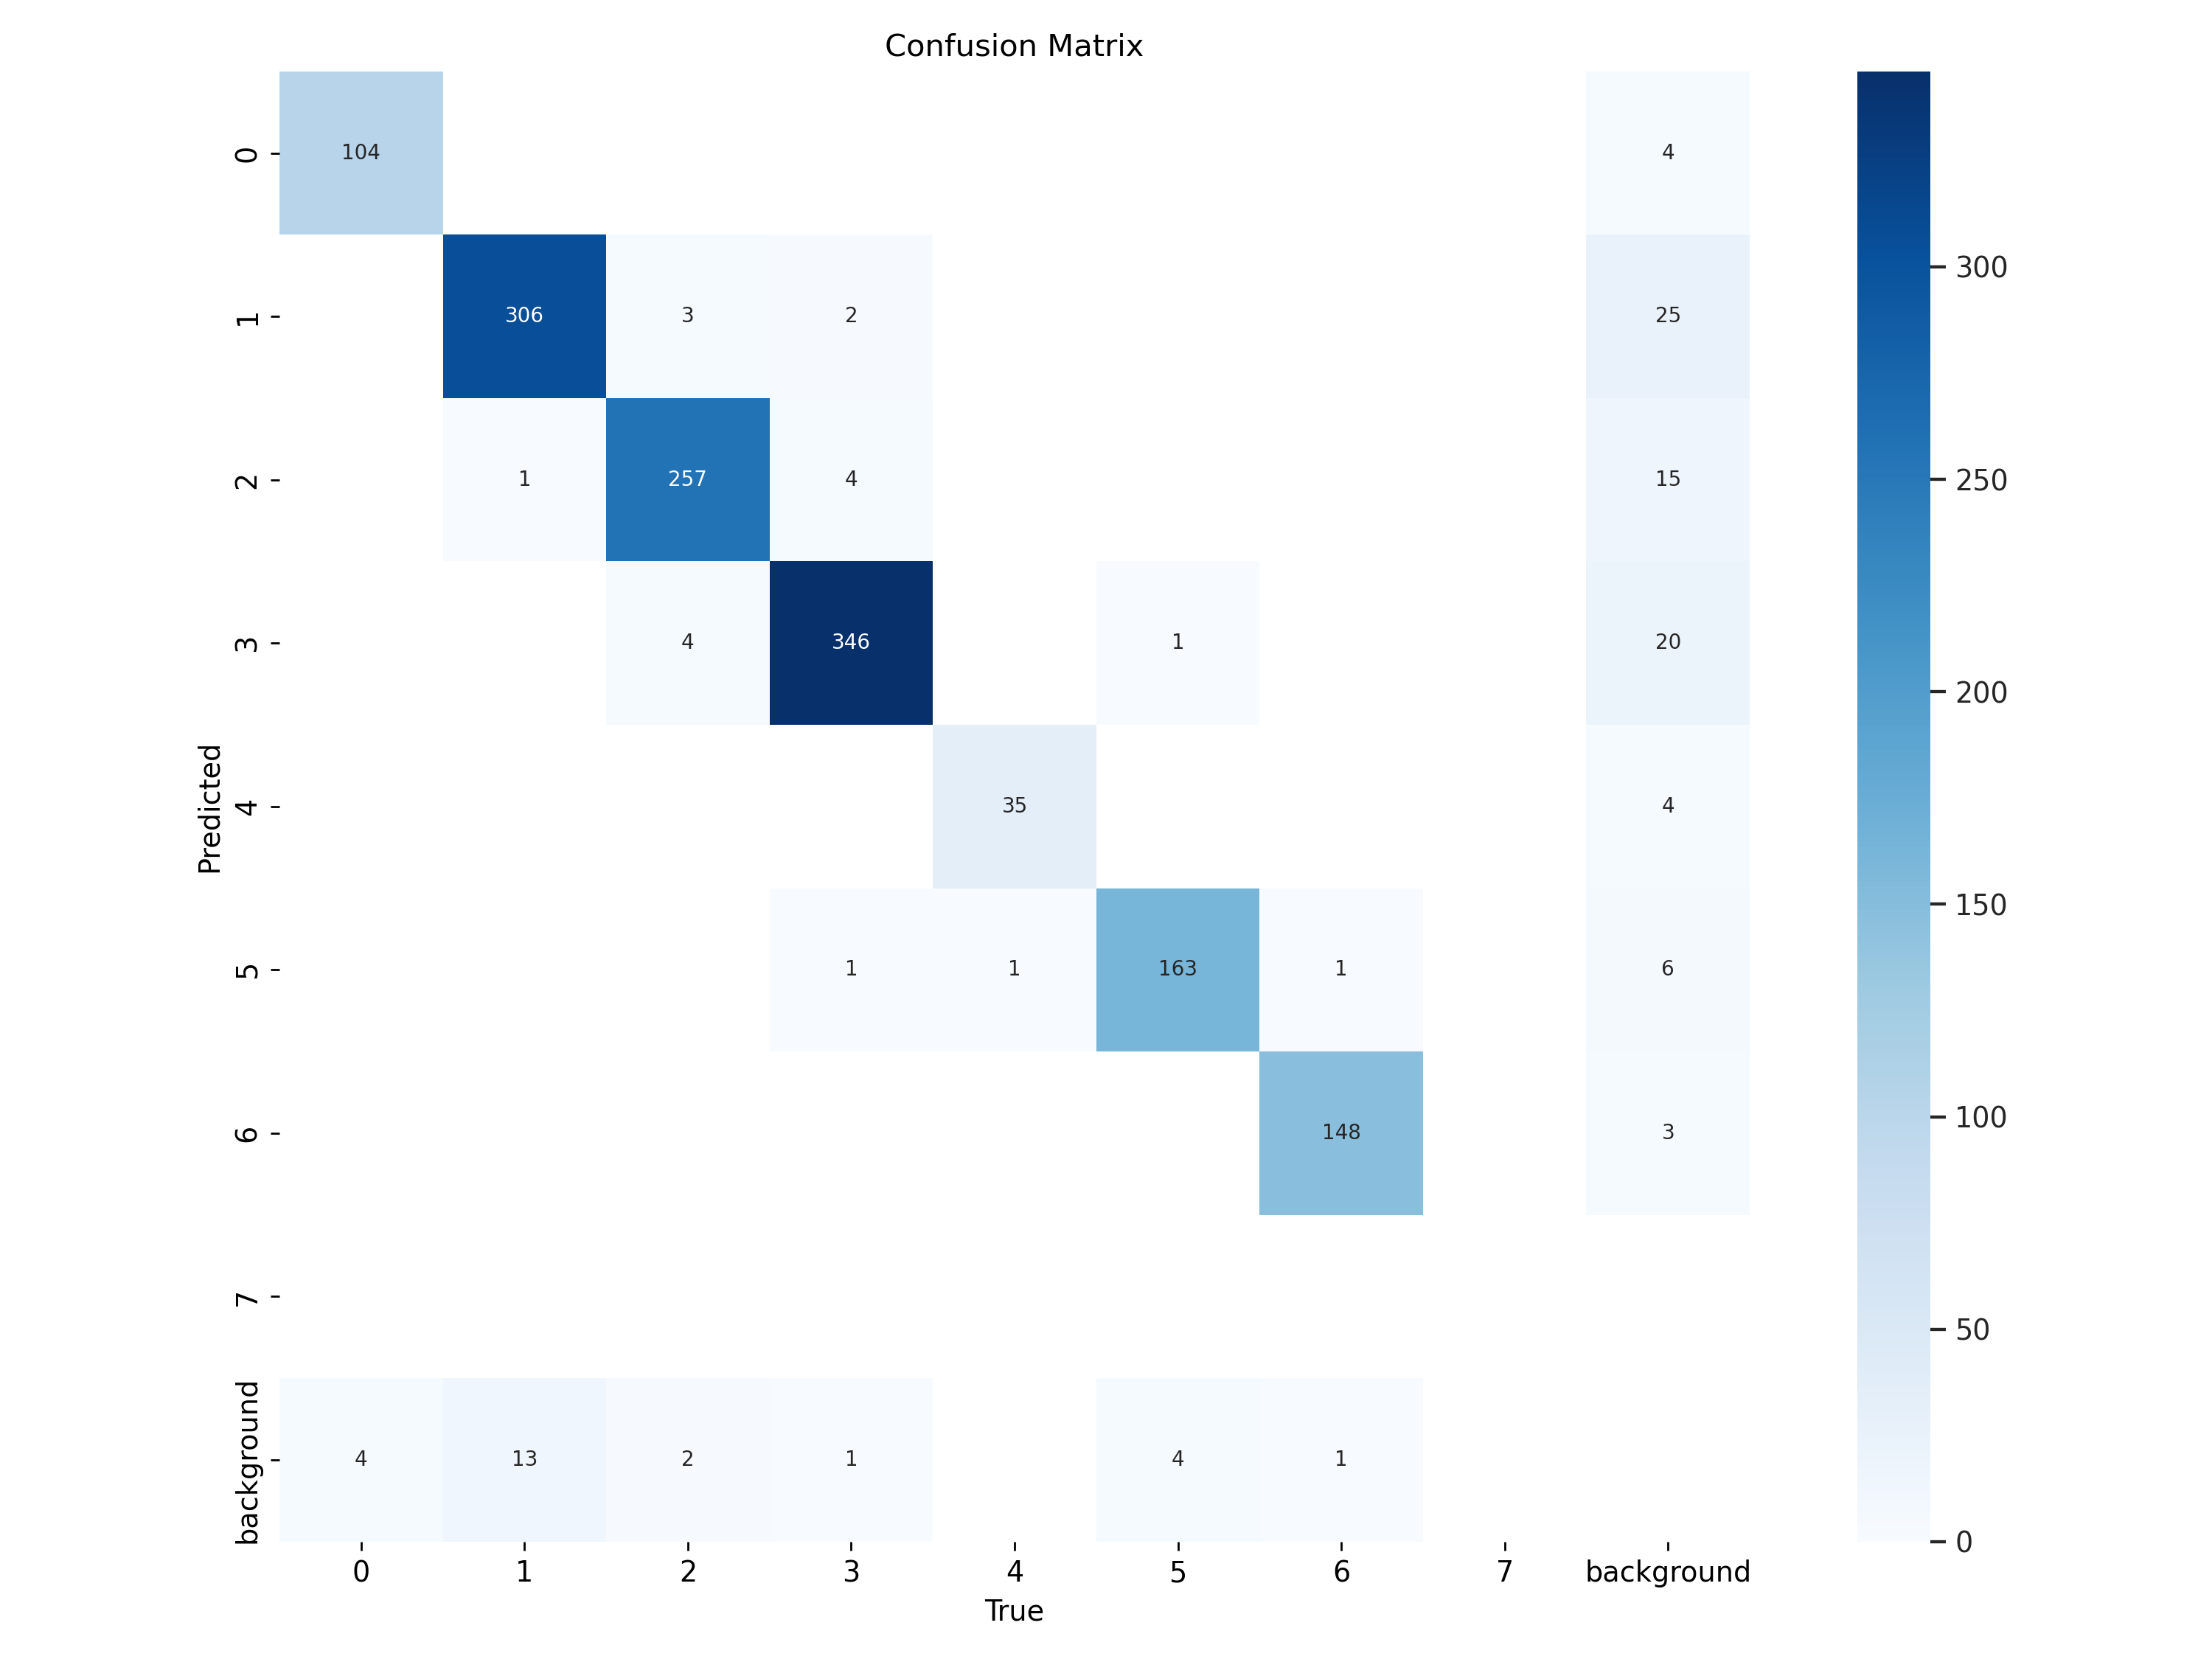 Confusion Matrix
0 104 4
1 306 3 2 25
2 1 257 4 15
3 4 346 1 20
4 35 4
5 1 1 163 1 6
6 148 3
7
background 4 13 2 1 4 1
0 1 2 3 4 5 6 7 background
True
Predicted
300
250
200
150
100
50
0